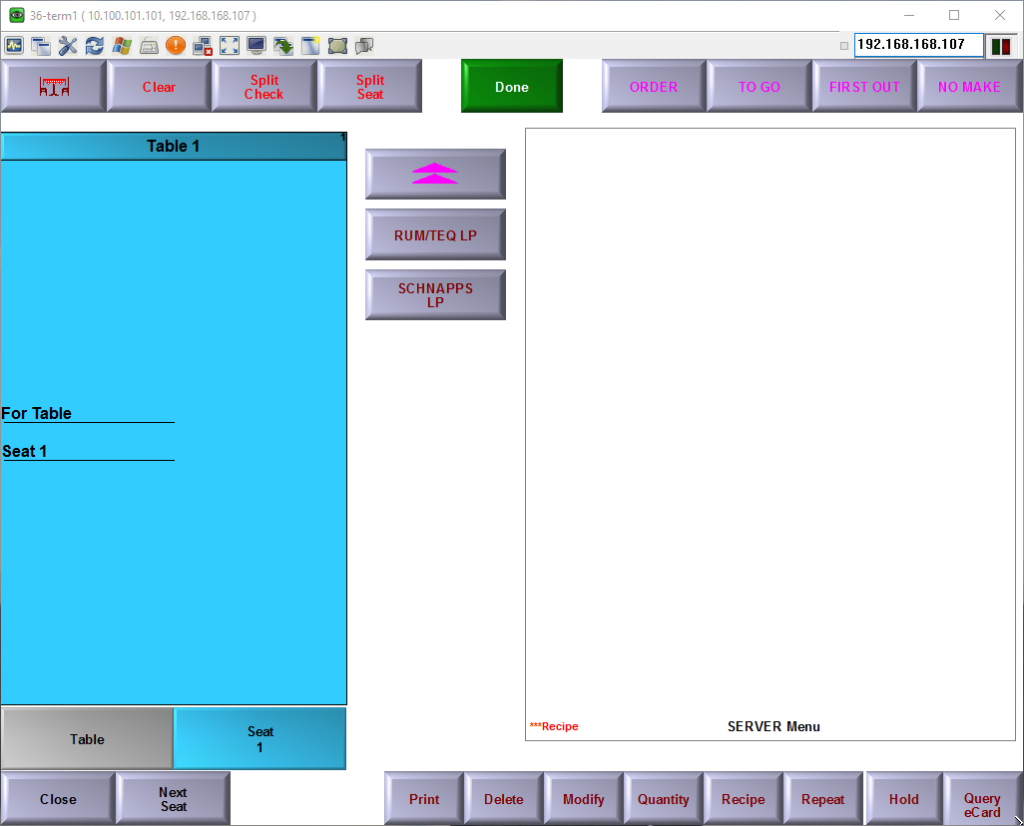 36-term1 ( 10.100.101.101, 192.168.168.107 )
192.168.168.107
Clear
Split
Check
Split
Seat
Done
ORDER
TO GO
FIRST OUT
NO MAKE
Table 1
1
RUM/TEQ LP
SCHNAPPS
LP
For Table
Seat 1
***Recipe
SERVER Menu
Table
Seat
1
Close
Next
Seat
Print
Delete
Modify
Quantity
Recipe
Repeat
Hold
Query
eCard